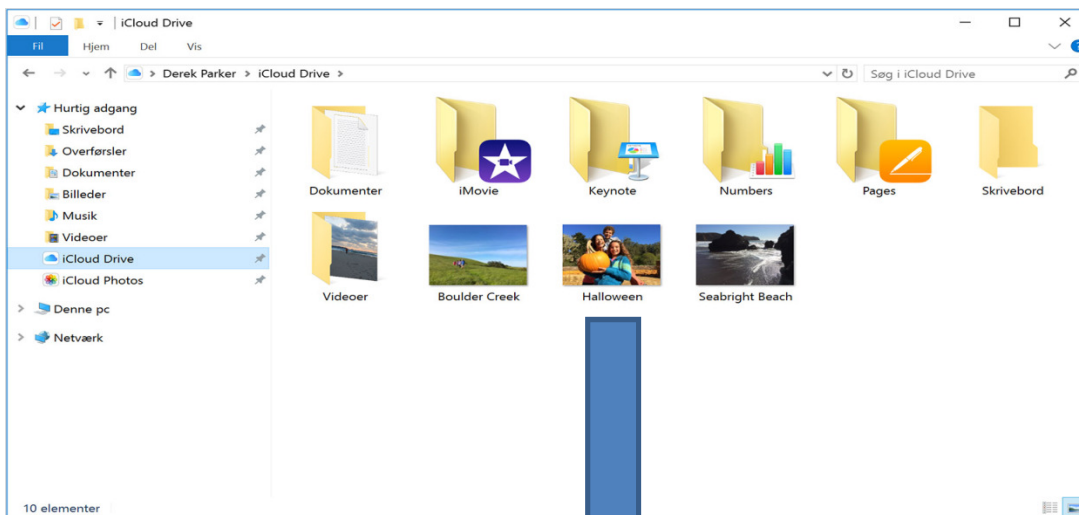 iCloud Drive
Fil Hjem Del Vis
Derek Parker > iCloud Drive >
Søg i iCloud Drive
Hurtig adgang
Skrivebord
Overførsler
Dokumenter
Billeder
Musik
Videoer
iCloud Drive
iCloud Photos
Denne pc
Netværk
Dokumenter iMovie Keynote Numbers Pages Skrivebord
Videoer Boulder Creek Halloween Seabright Beach
10 elementer